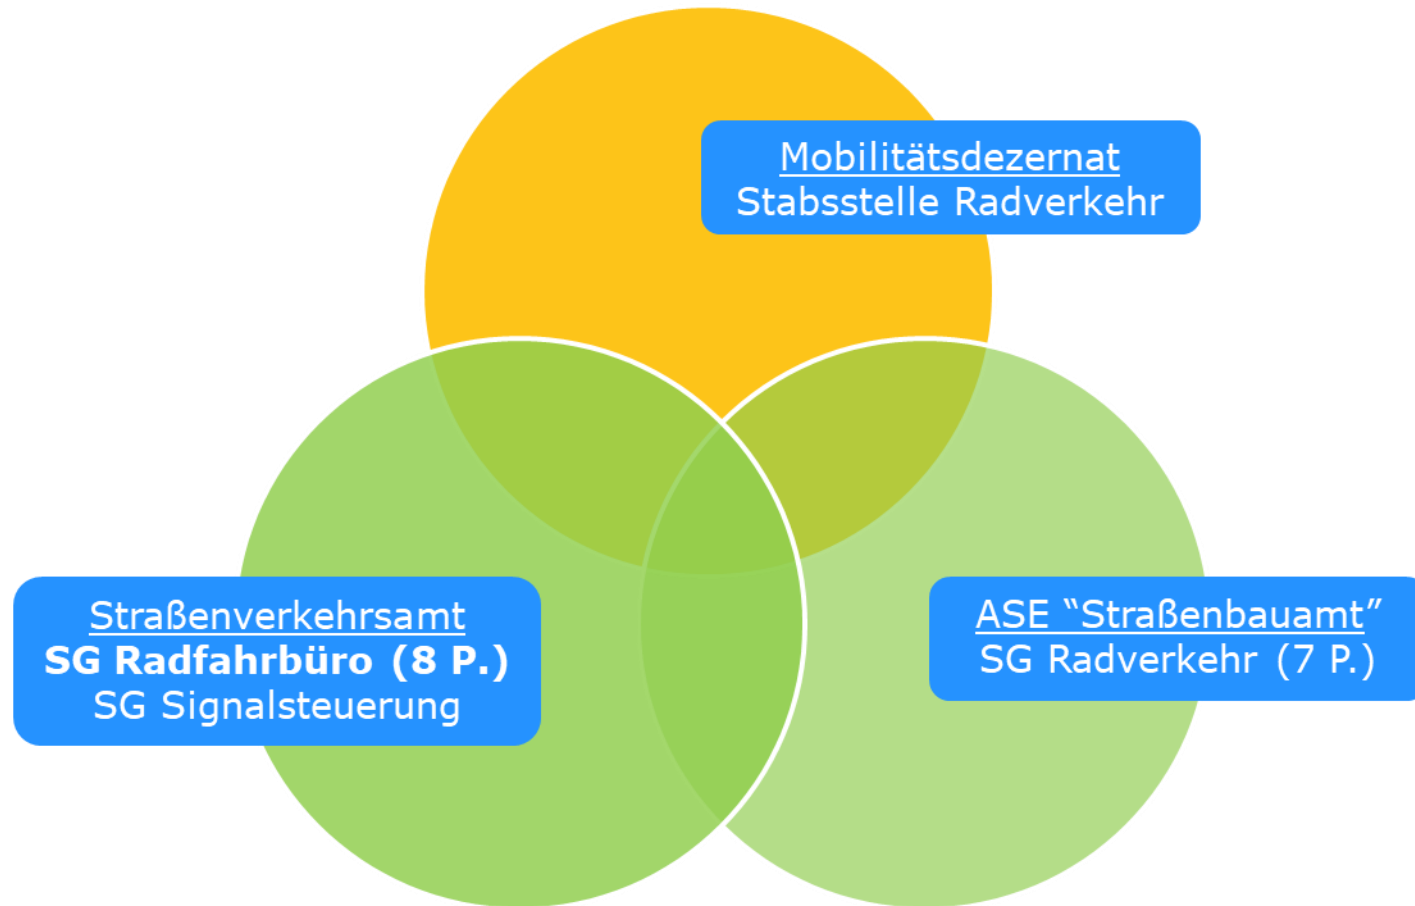 Mobilitätsdezernat
Stabsstelle Radverkehr
Straßenverkehrsamt
SG Radfahrbüro (8 P.)
SG Signalsteuerung
ASE “Straßenbauamt”
SG Radverkehr (7 P.)